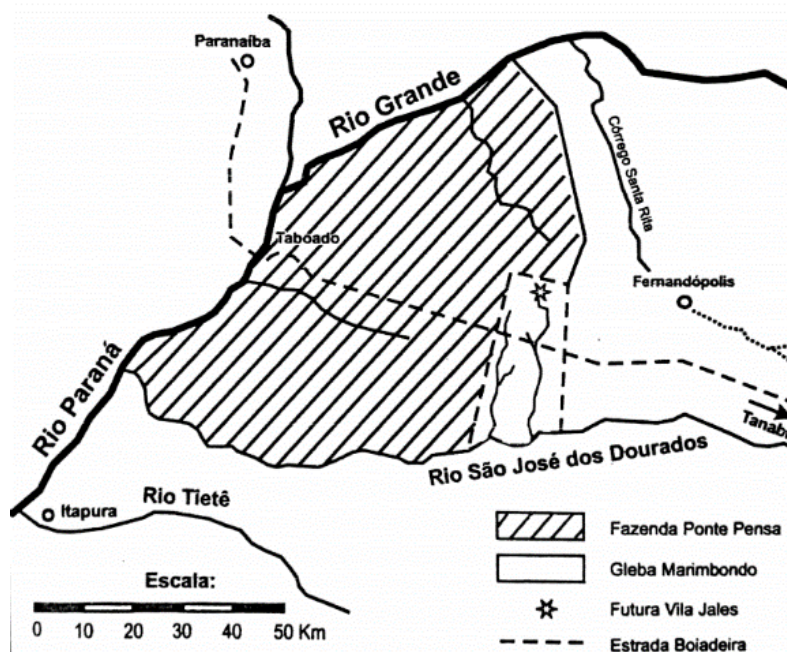 Paranaíba
Rio Grande
Córrego Santa Rita
Taboado
Fernandópolis
Rio Paraná
Tanabi
Rio São José dos Dourados
Itapura
Rio Tietê
Fazenda Ponte Pensa
Gleba Marimbondo
Escala:
Futura Vila Jales
0 10 20 30 40 50 Km
Estrada Boiadeira